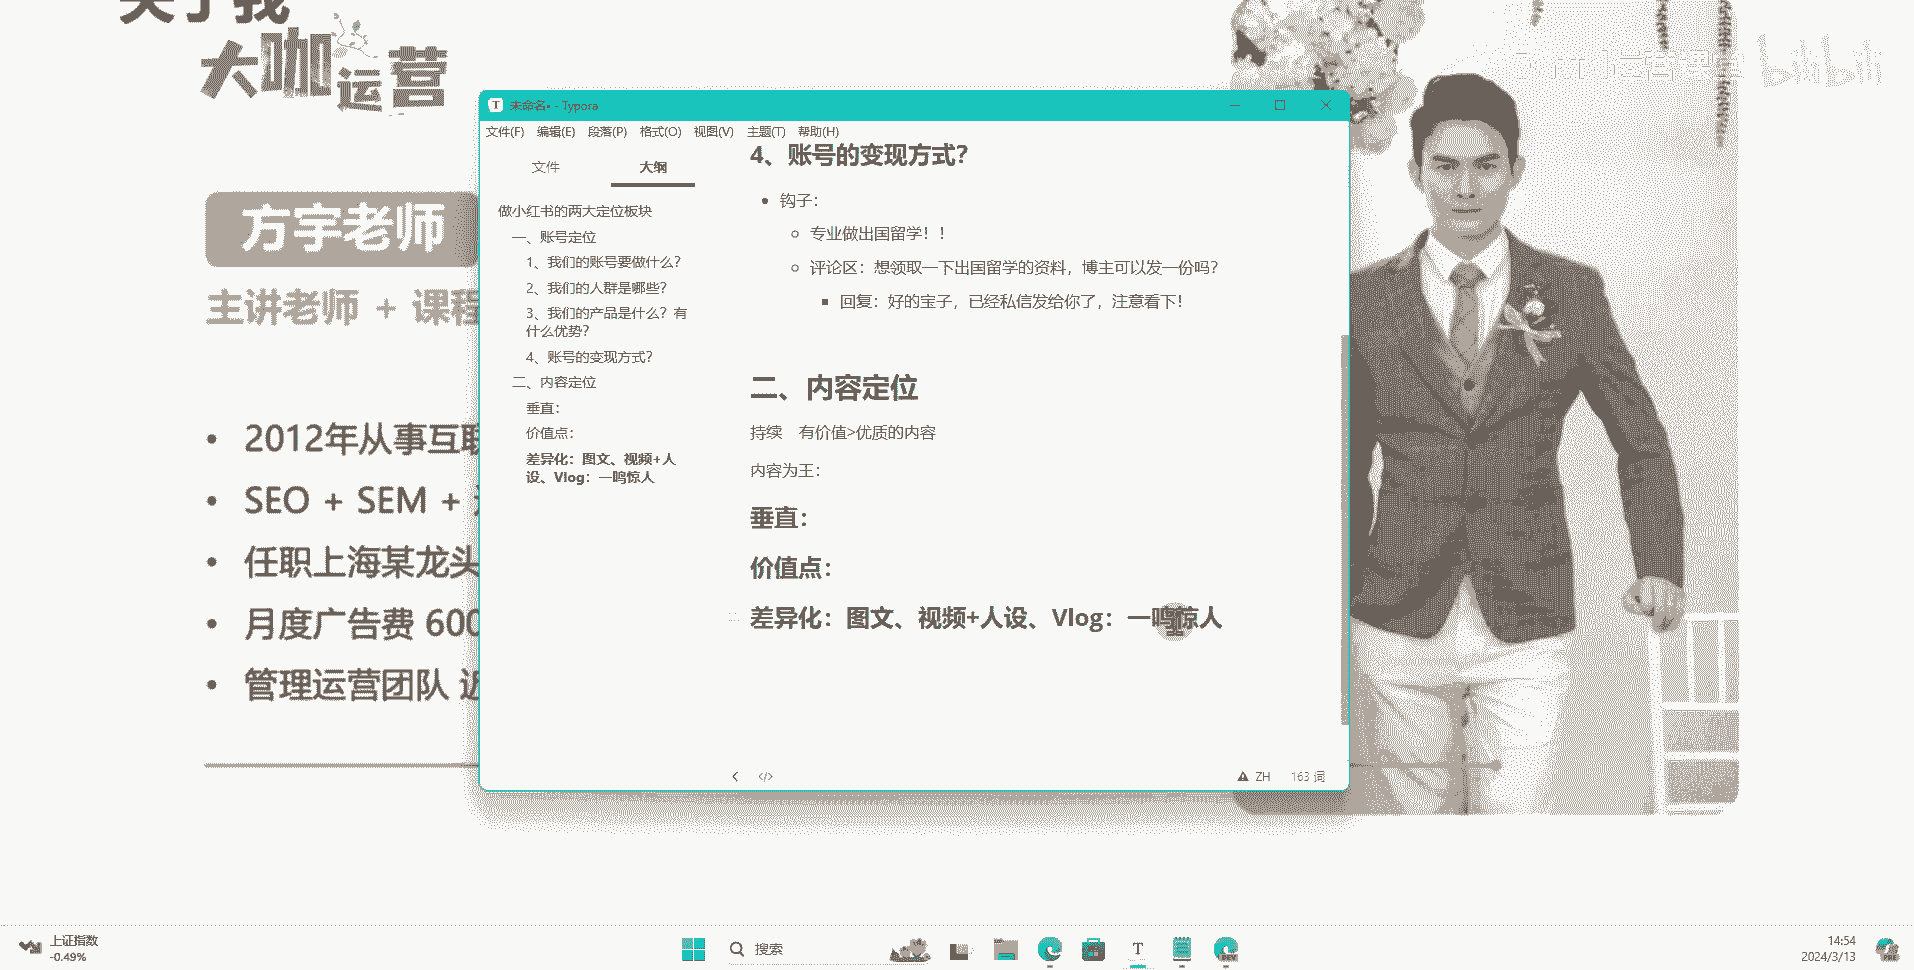 关于我
大咖运营
bilibili
方宇老师
主讲老师 + 课程
2012年从事互联
SEO + SEM +
任职上海某龙头
月度广告费 600
管理运营团队 近
未命名• - Typora
文件(F) 编辑(E) 段落(P) 格式(O) 视图(V) 主题(T) 帮助(H)
文件 大纲
做小红书的两大定位板块
一、账号定位
1、我们的账号要做什么？
2、我们的人群是哪些？
3、我们的产品是什么？有
什么优势？
4、账号的变现方式？
二、内容定位
垂直：
价值点：
差异化：图文、视频+人
设、Vlog：一鸣惊人
4、账号的变现方式？
钩子：
专业做出国留学！！
评论区：想领取一下出国留学的资料，博主可以发一份吗？
回复：好的宝子，已经私信发给你了，注意看下！
二、内容定位
持续 有价值>优质的内容
内容为王：
垂直：
价值点：
差异化：图文、视频+人设、Vlog：一鸣惊人
ZH 163 词
上证指数
-0.49%
搜索
T
DEV
14:54
2024/3/13
PRE